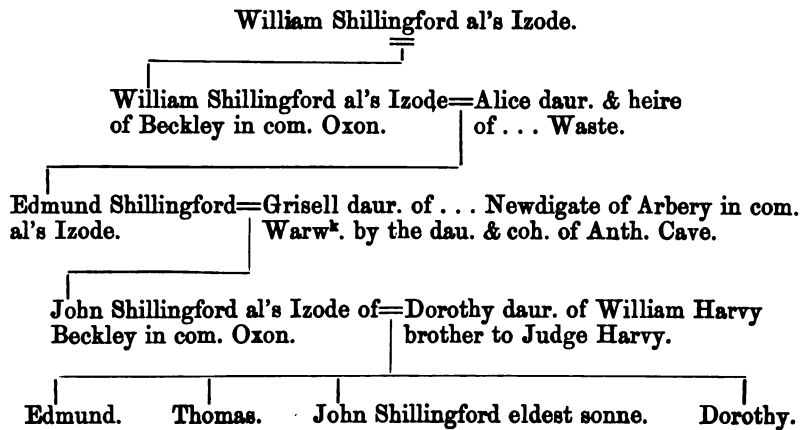 William Shillingford al's Izode.
William Shillingford al's Izode=Alice daur. & heire
of Beckley in com. Oxon. of . . . Waste.
Edmund Shillingford=Grisell daur. of . . . Newdigate of Arbery in com.
al's Izode. Warwᵏ. by the dau. & coh. of Anth. Cave.
John Shillingford al's Izode of=Dorothy daur. of William Harvy
Beckley in com. Oxon. brother to Judge Harvy.
Edmund. Thomas. John Shillingford eldest sonne. Dorothy.